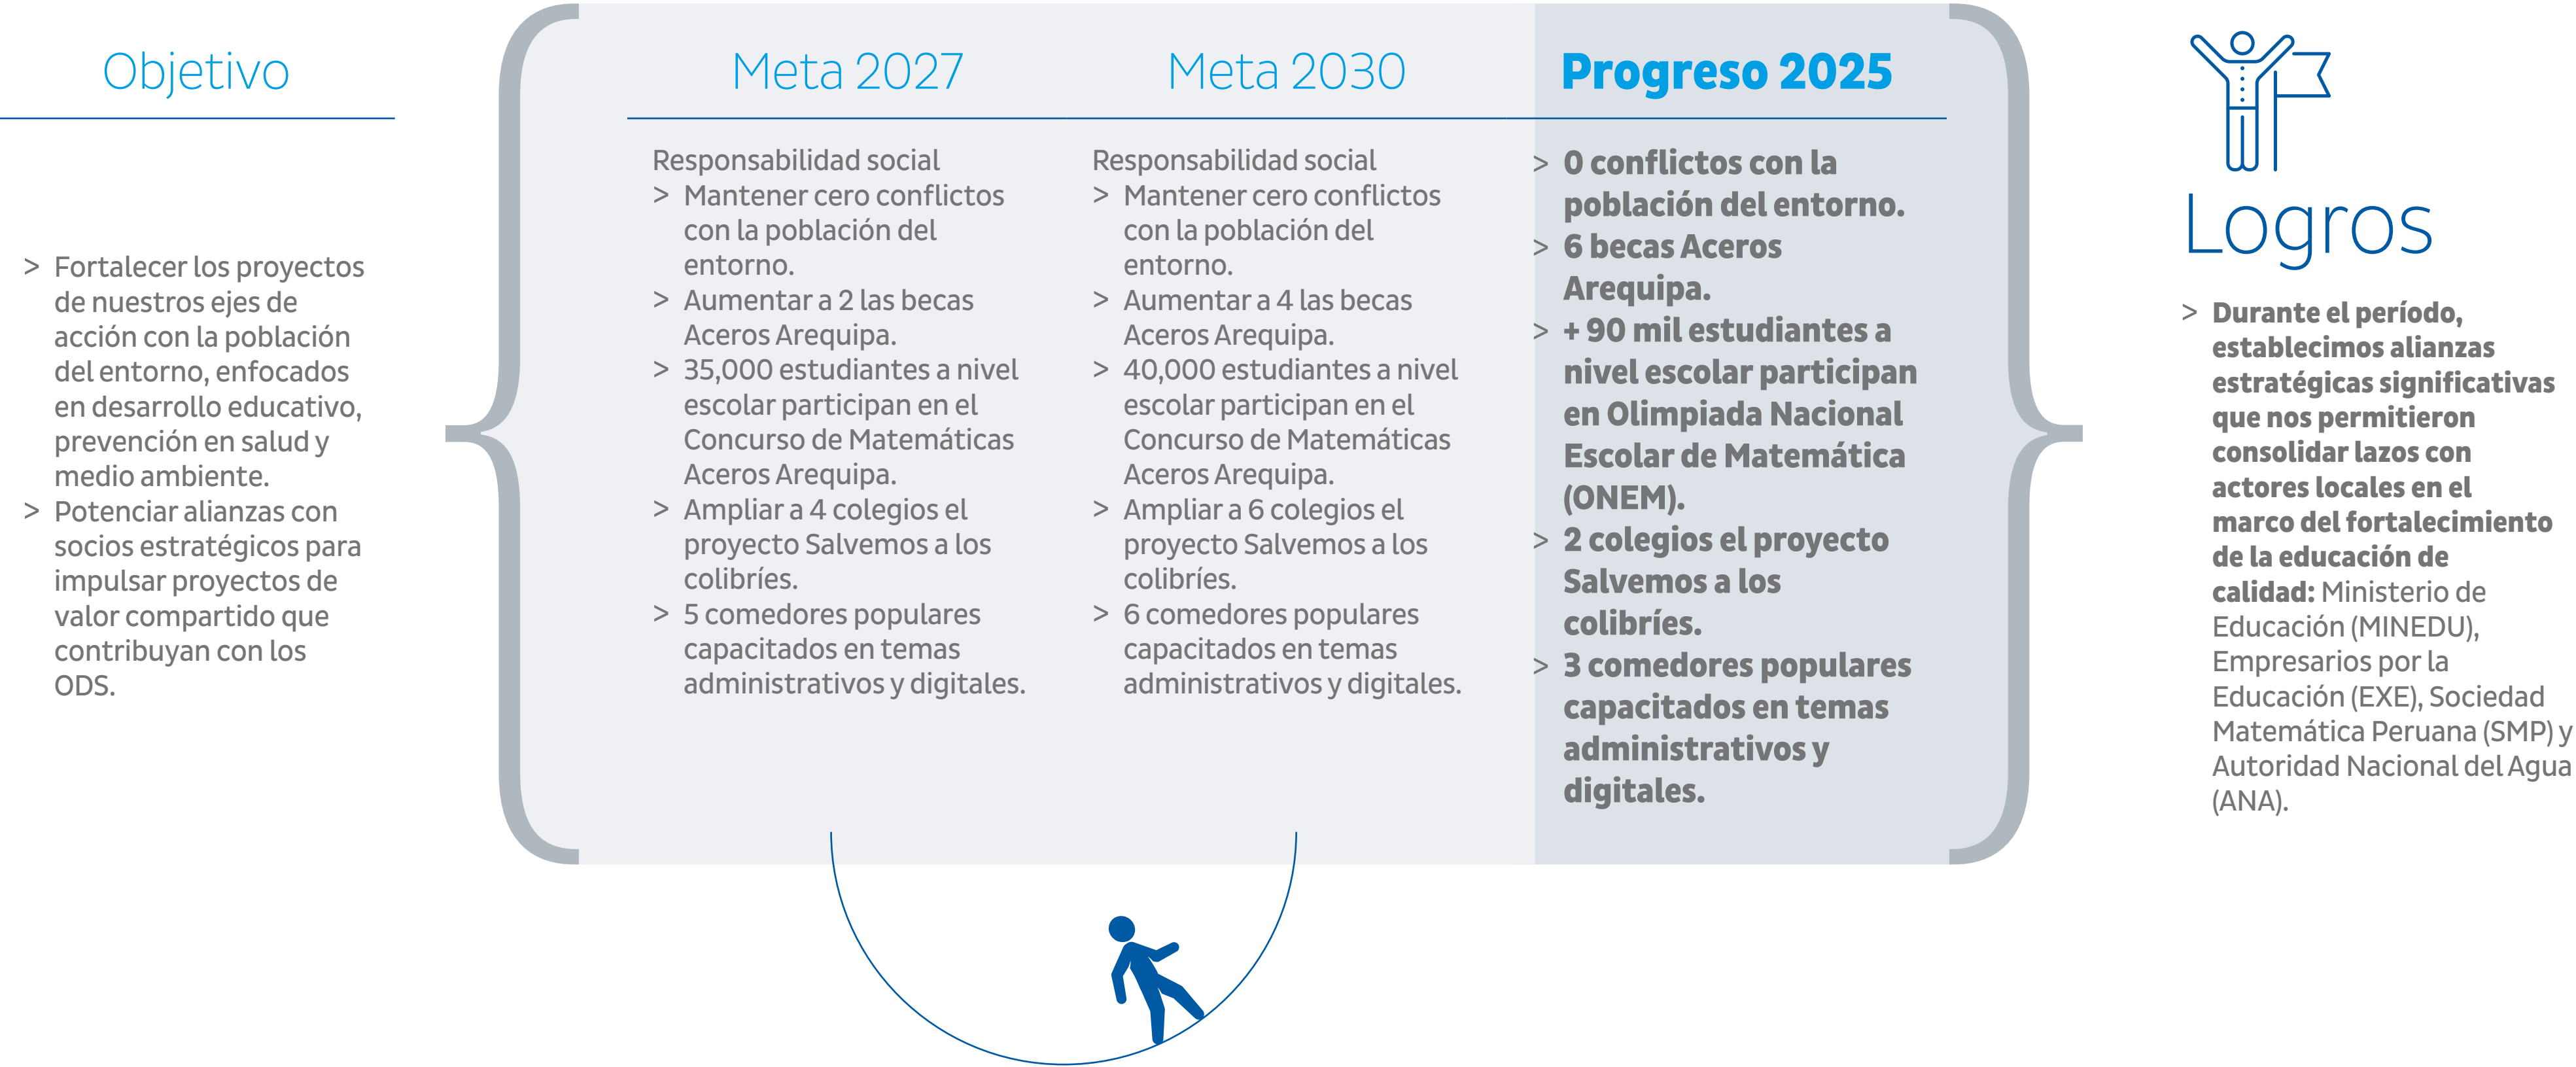 Objetivo
> Fortalecer los proyectos
de nuestros ejes de
acción con la población
del entorno, enfocados
en desarrollo educativo,
prevención en salud y
medio ambiente.
> Potenciar alianzas con
socios estratégicos para
impulsar proyectos de
valor compartido que
contribuyan con los
ODS.
Meta 2027
Responsabilidad social
> Mantener cero conflictos
con la población del
entorno.
> Aumentar a 2 las becas
Aceros Arequipa.
> 35,000 estudiantes a nivel
escolar participan en el
Concurso de Matemáticas
Aceros Arequipa.
> Ampliar a 4 colegios el
proyecto Salvemos a los
colibríes.
> 5 comedores populares
capacitados en temas
administrativos y digitales.
Meta 2030
Responsabilidad social
> Mantener cero conflictos
con la población del
entorno.
> Aumentar a 4 las becas
Aceros Arequipa.
> 40,000 estudiantes a nivel
escolar participan en el
Concurso de Matemáticas
Aceros Arequipa.
> Ampliar a 6 colegios el
proyecto Salvemos a los
colibríes.
> 6 comedores populares
capacitados en temas
administrativos y digitales.
Progreso 2025
> 0 conflictos con la
población del entorno.
> 6 becas Aceros
Arequipa.
> + 90 mil estudiantes a
nivel escolar participan
en Olimpiada Nacional
Escolar de Matemática
(ONEM).
> 2 colegios el proyecto
Salvemos a los
colibríes.
> 3 comedores populares
capacitados en temas
administrativos y
digitales.
Logros
> Durante el período,
establecimos alianzas
estratégicas significativas
que nos permitieron
consolidar lazos con
actores locales en el
marco del fortalecimiento
de la educación de
calidad: Ministerio de
Educación (MINEDU),
Empresarios por la
Educación (EXE), Sociedad
Matemática Peruana (SMP) y
Autoridad Nacional del Agua
(ANA).